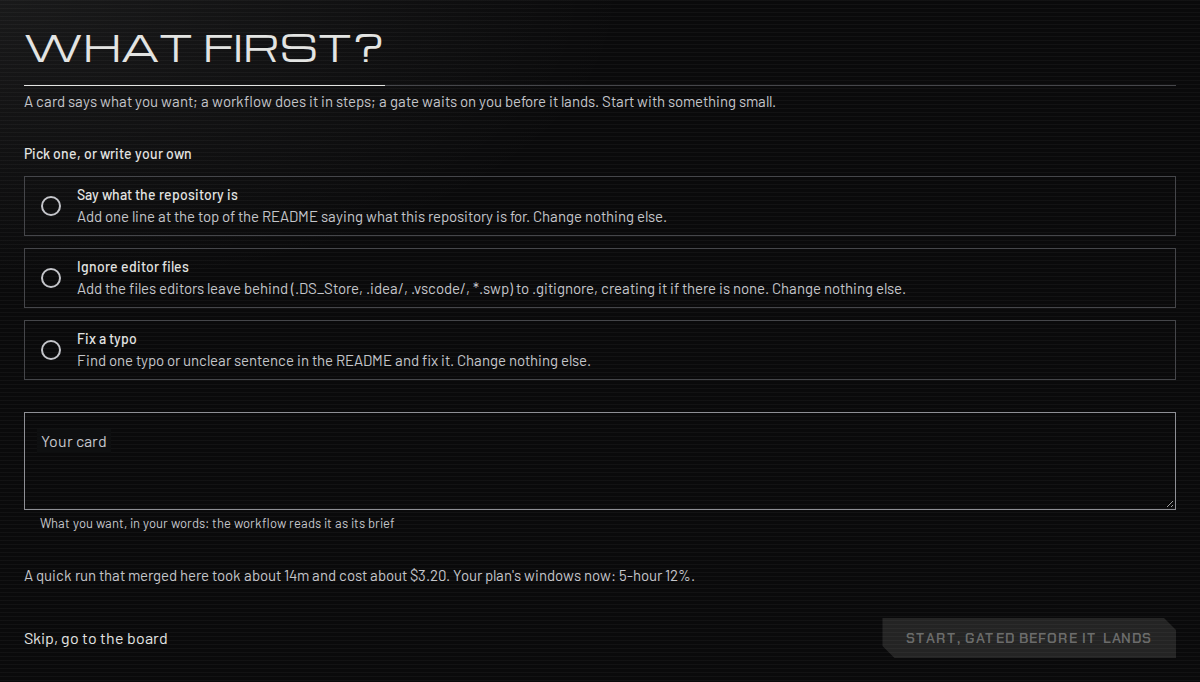 WHAT FIRST?
A card says what you want; a workflow does it in steps; a gate waits on you before it lands. Start with something small.
Pick one, or write your own
Say what the repository is
Add one line at the top of the README saying what this repository is for. Change nothing else.
Ignore editor files
Add the files editors leave behind (.DS_Store, .idea/, .vscode/, *.swp) to .gitignore, creating it if there is none. Change nothing else.
Fix a typo
Find one typo or unclear sentence in the README and fix it. Change nothing else.
Your card
What you want, in your words: the workflow reads it as its brief
A quick run that merged here took about 14m and cost about $3.20. Your plan's windows now: 5-hour 12%.
Skip, go to the board
START, GATED BEFORE IT LANDS